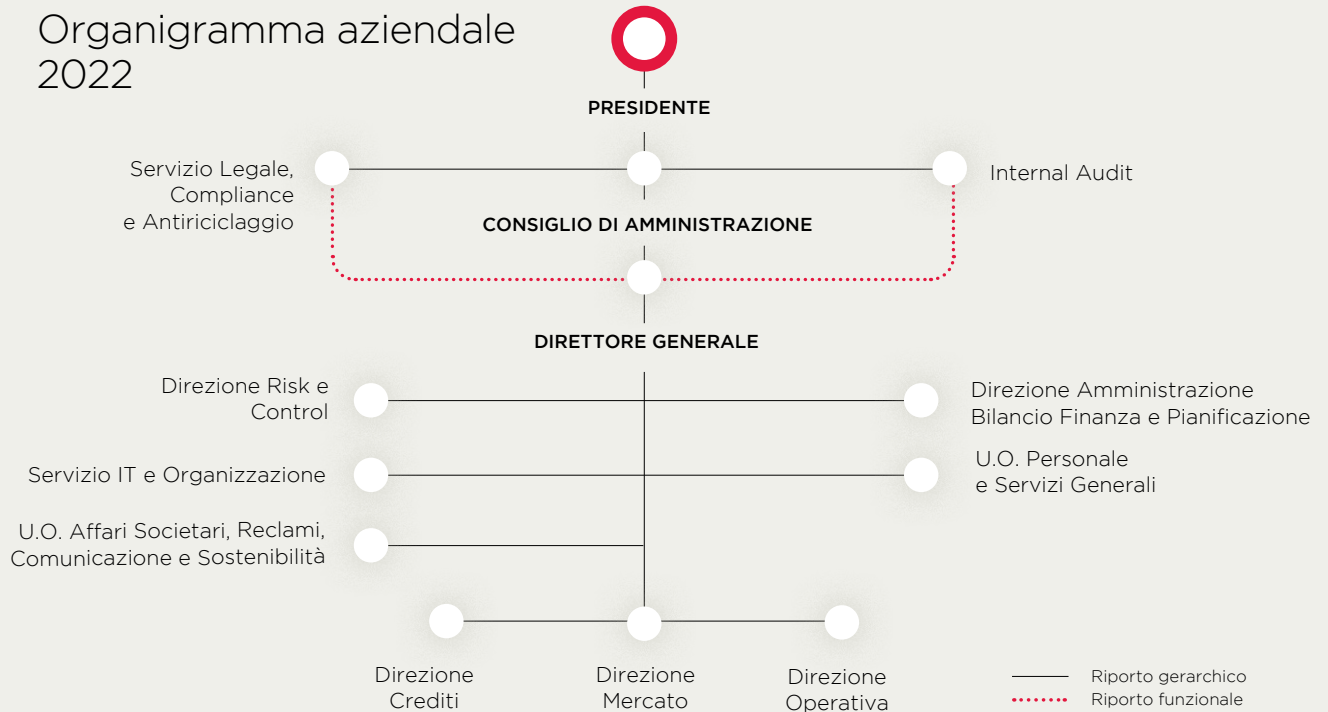 Organigramma aziendale
2022
PRESIDENTE
Servizio Legale,
Compliance
e Antiriciclaggio
Internal Audit
CONSIGLIO DI AMMINISTRAZIONE
DIRETTORE GENERALE
Direzione Risk e
Control
Direzione Amministrazione
Bilancio Finanza e Pianificazione
Servizio IT e Organizzazione
U.O. Personale
e Servizi Generali
U.O. Affari Societari, Reclami,
Comunicazione e Sostenibilità
Direzione
Crediti
Direzione
Mercato
Direzione
Operativa
Riporto gerarchico
Riporto funzionale